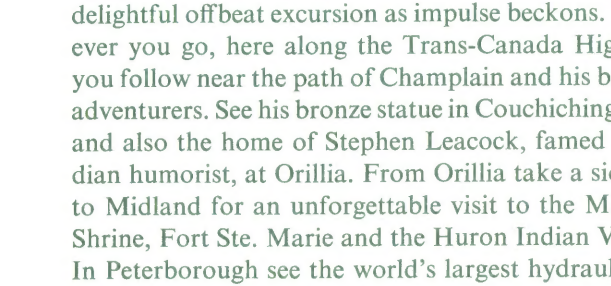 delightful offbeat excursion as impulse beckons.
ever you go, here along the Trans-Canada Hig
you follow near the path of Champlain and his b
adventurers. See his bronze statue in Couchiching
and also the home of Stephen Leacock, famed
dian humorist, at Orillia. From Orillia take a si
to Midland for an unforgettable visit to the M
Shrine, Fort Ste. Marie and the Huron Indian V
In Peterborough see the world's largest hydraul